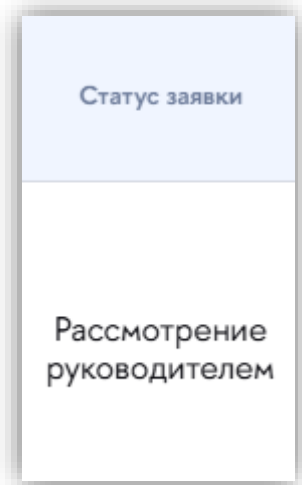 Статус заявки
Рассмотрение
руководителем